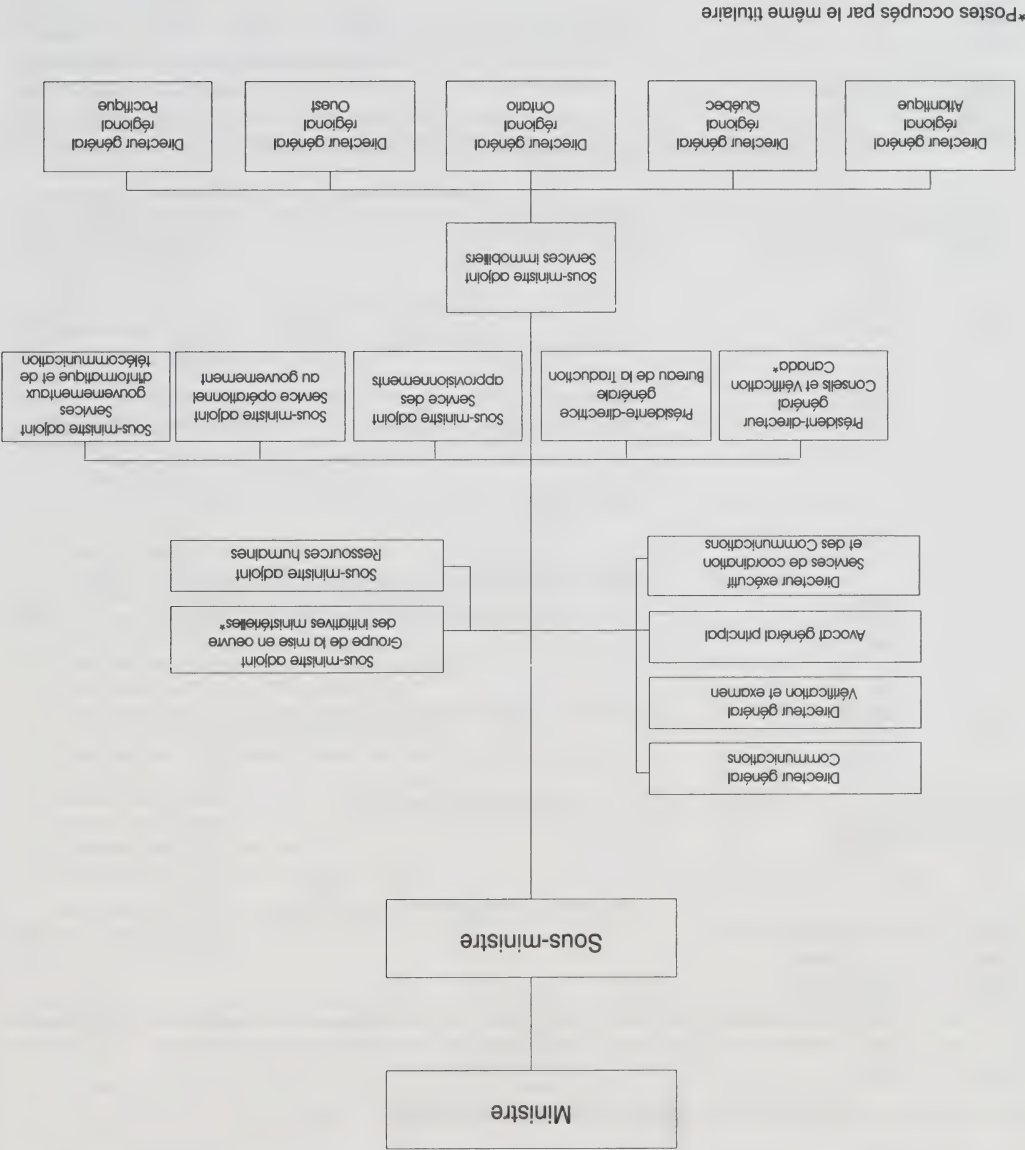 Ministre
Sous-ministre
Directeur général
Communications
Directeur général
Vérification et examen
Avocat général principal
Directeur exécutif
Services de coordination
et des Communications
Sous-ministre adjoint
Groupe de la mise en oeuvre
des initiatives ministérielles*
Sous-ministre adjoint
Ressources humaines
Président-directeur
général
Conseils et Vérification
Canada*
Présidente-directrice
générale
Bureau de la Traduction
Sous-ministre adjoint
Service des
approvisionnements
Sous-ministre adjoint
Service opérationnel
au gouvernement
Sous-ministre adjoint
Services
gouvernementaux
d'informatique et de
télécommunication
Sous-ministre adjoint
Services immobiliers
Directeur général
régional
Atlantique
Directeur général
régional
Québec
Directeur général
régional
Ontario
Directeur général
régional
Ouest
Directeur général
régional
Pacifique
*Postes occupés par le même titulaire